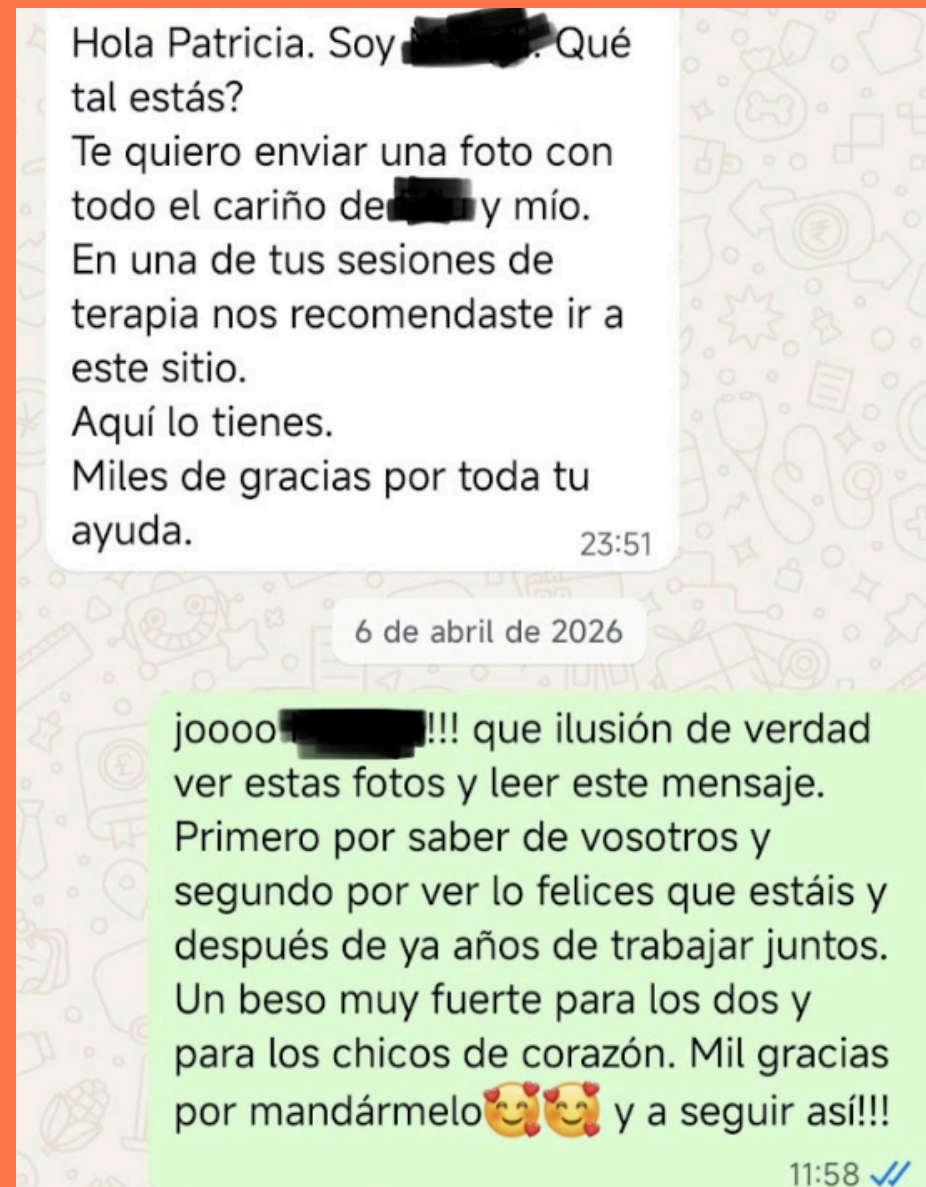 Hola Patricia. Soy . Qué
tal estás?
Te quiero enviar una foto con
todo el cariño de y mío.
En una de tus sesiones de
terapia nos recomendaste ir a
este sitio.
Aquí lo tienes.
Miles de gracias por toda tu
ayuda.
23:51
6 de abril de 2026
joooo !!! que ilusión de verdad
ver estas fotos y leer este mensaje.
Primero por saber de vosotros y
segundo por ver lo felices que estáis y
después de ya años de trabajar juntos.
Un beso muy fuerte para los dos y
para los chicos de corazón. Mil gracias
por mandármelo🥰🥰 y a seguir así!!!
11:58